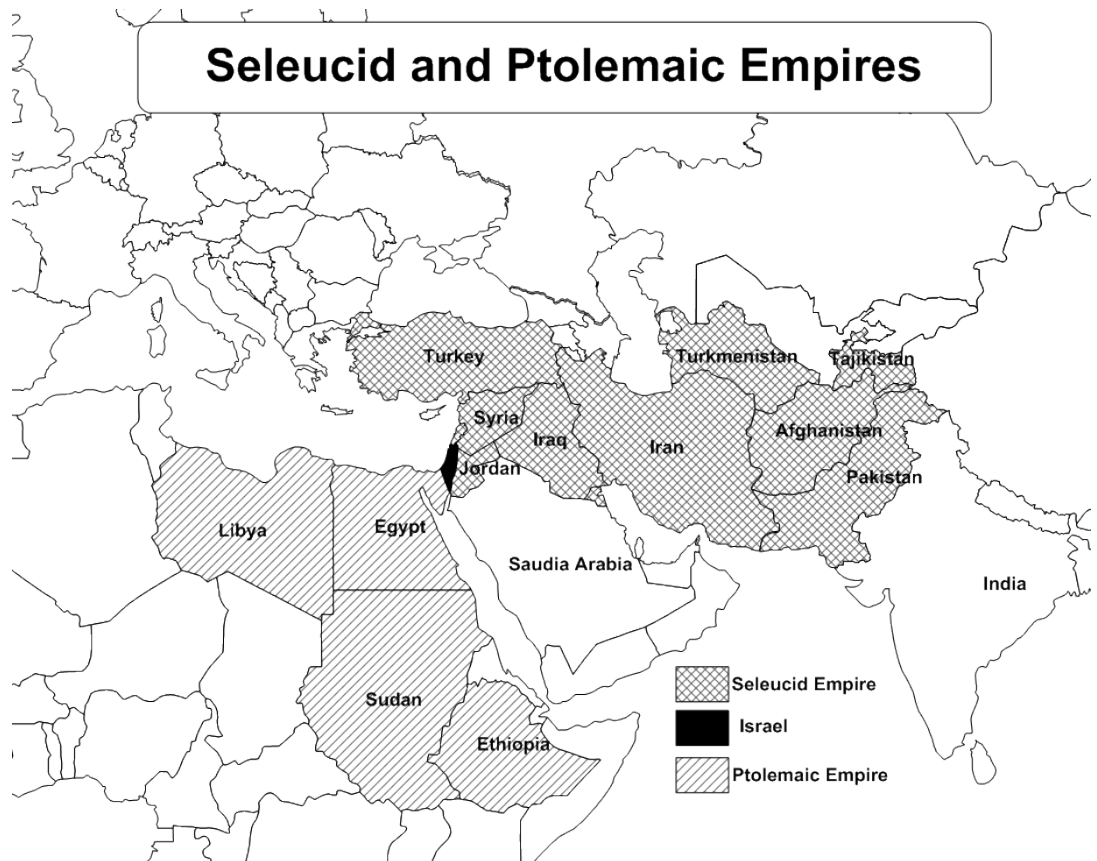 Seleucid and Ptolemaic Empires
Turkey
Turkmenistan
Tajikistan
Syria
Iraq
Iran
Afghanistan
Jordan
Pakistan
Libya
Egypt
Saudia Arabia
India
Sudan
Ethiopia
Seleucid Empire
Israel
Ptolemaic Empire